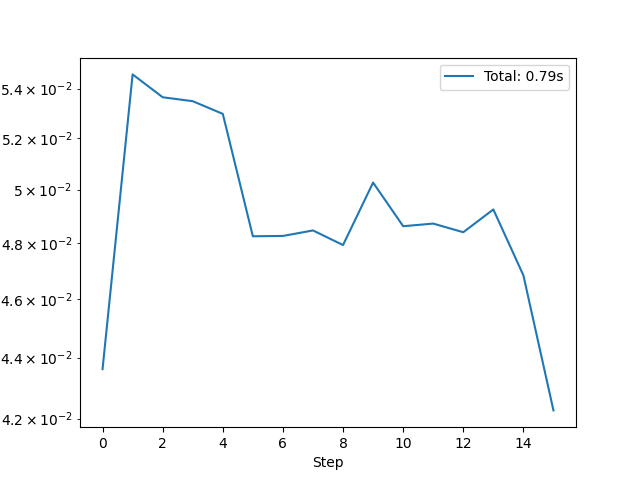 Total: 0.79s
5.4 × 10⁻²
5.2 × 10⁻²
5 × 10⁻²
4.8 × 10⁻²
4.6 × 10⁻²
4.4 × 10⁻²
4.2 × 10⁻²
0 2 4 6 8 10 12 14
Step